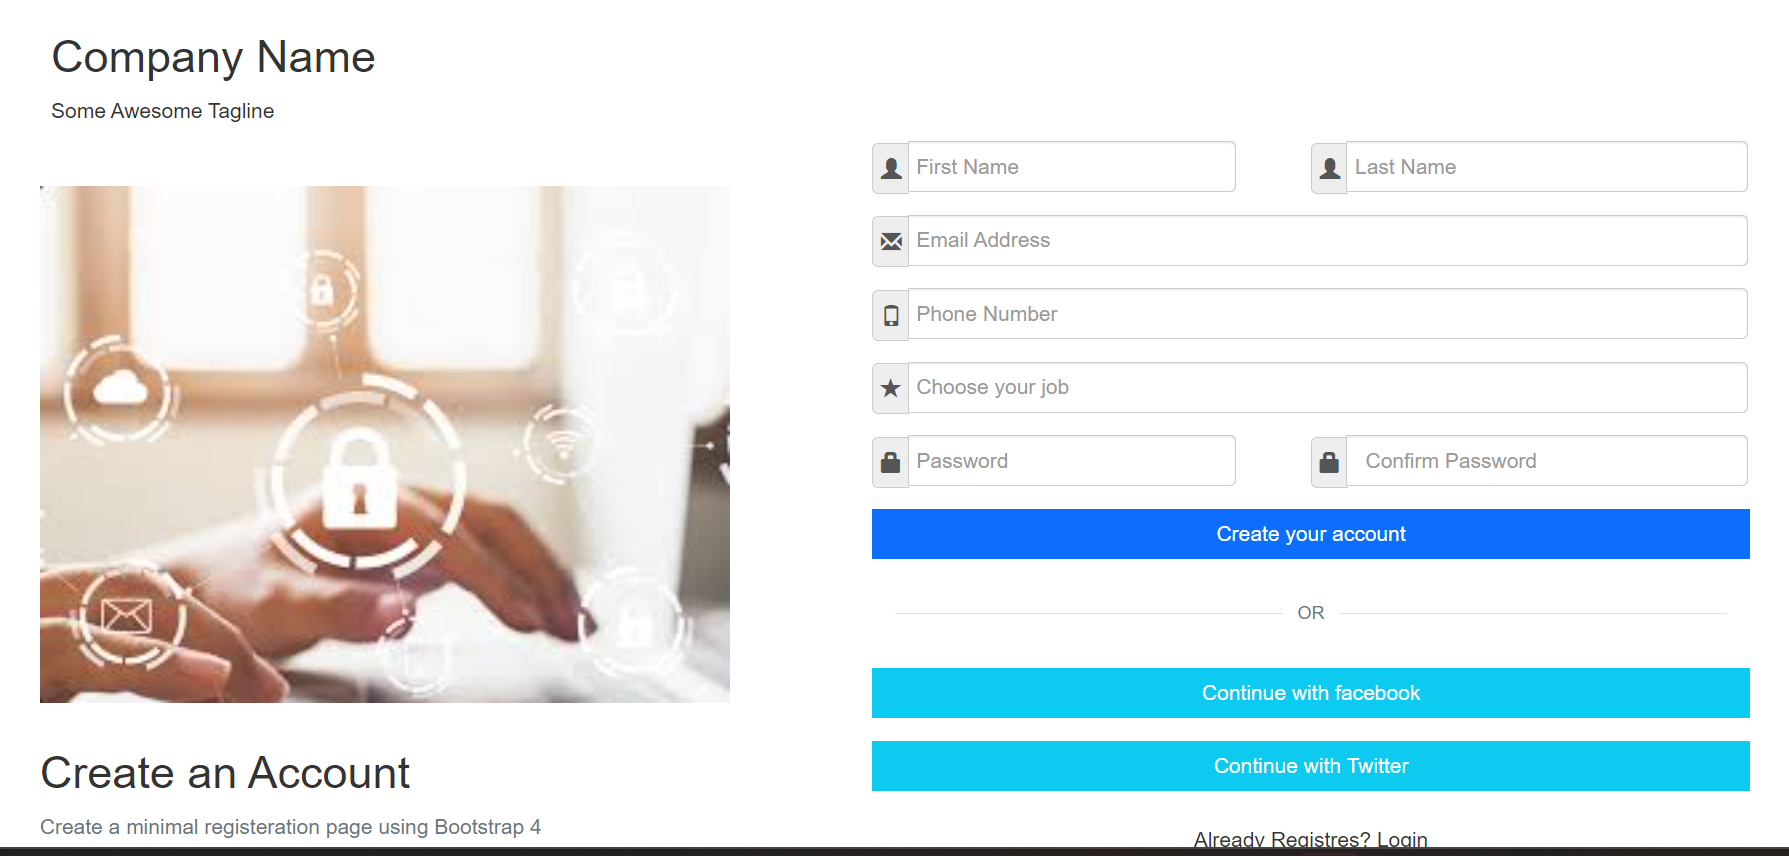 Company Name
Some Awesome Tagline
First Name
Last Name
Email Address
Phone Number
Choose your job
Password
Confirm Password
Create your account
OR
Continue with facebook
Continue with Twitter
Already Registres? Login
Create an Account
Create a minimal registeration page using Bootstrap 4